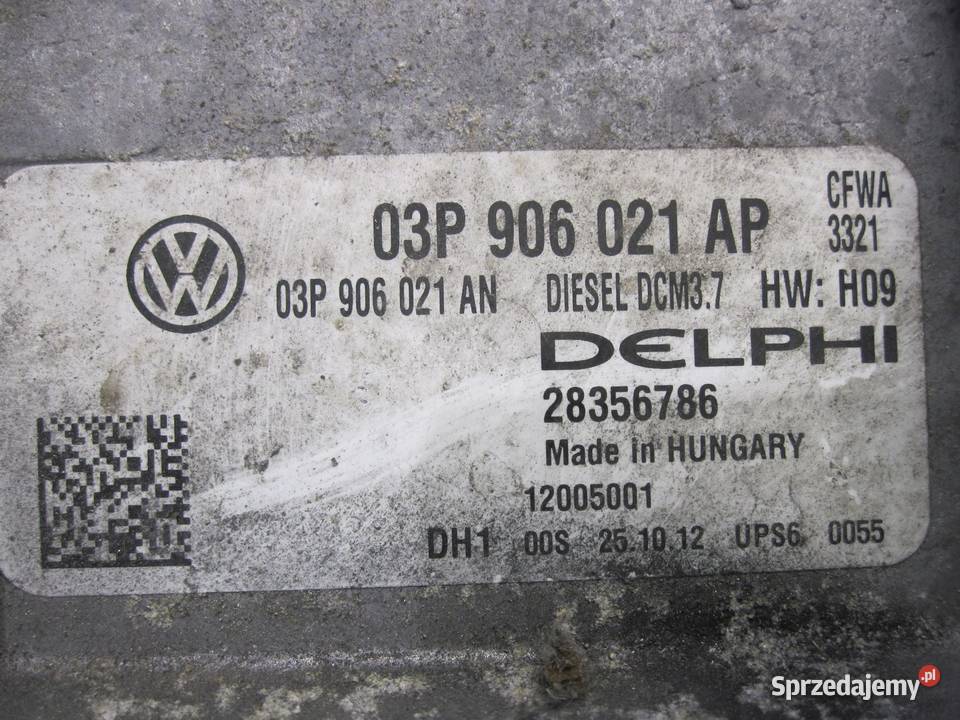 03P 906 021 AP CFWA
3321
03P 906 021 AN DIESEL DCM3.7 HW: H09
DELPHI
28356786
Made in HUNGARY
12005001
DH1 00S 25.10.12 UPS6 0055
Sprzedajemy.pl